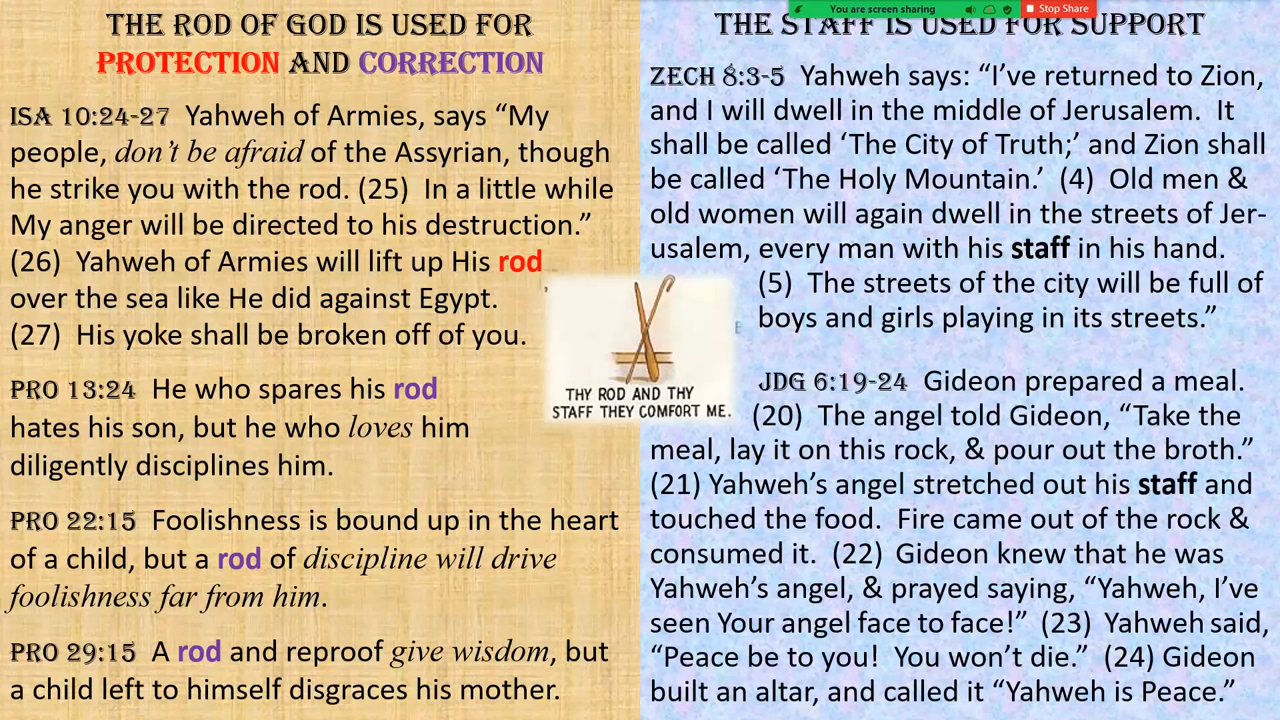 THE ROD OF GOD IS USED FOR
PROTECTION AND CORRECTION
ISA 10:24-27 Yahweh of Armies, says “My
people, don’t be afraid of the Assyrian, though
he strike you with the rod. (25) In a little while
My anger will be directed to his destruction.”
(26) Yahweh of Armies will lift up His rod
over the sea like He did against Egypt.
(27) His yoke shall be broken off of you.
PRO 13:24 He who spares his rod
hates his son, but he who loves him
diligently disciplines him.
PRO 22:15 Foolishness is bound up in the heart
of a child, but a rod of discipline will drive
foolishness far from him.
PRO 29:15 A rod and reproof give wisdom, but
a child left to himself disgraces his mother.
THY ROD AND THY
STAFF THEY COMFORT ME.
You are screen sharing
Stop Share
THE STAFF IS USED FOR SUPPORT
ZECH 8:3-5 Yahweh says: “I’ve returned to Zion,
and I will dwell in the middle of Jerusalem. It
shall be called ‘The City of Truth;’ and Zion shall
be called ‘The Holy Mountain.’ (4) Old men &
old women will again dwell in the streets of Jer-
usalem, every man with his staff in his hand.
(5) The streets of the city will be full of
boys and girls playing in its streets.”
JDG 6:19-24 Gideon prepared a meal.
(20) The angel told Gideon, “Take the
meal, lay it on this rock, & pour out the broth.”
(21) Yahweh’s angel stretched out his staff and
touched the food. Fire came out of the rock &
consumed it. (22) Gideon knew that he was
Yahweh’s angel, & prayed saying, “Yahweh, I’ve
seen Your angel face to face!” (23) Yahweh said,
“Peace be to you! You won’t die.” (24) Gideon
built an altar, and called it “Yahweh is Peace.”